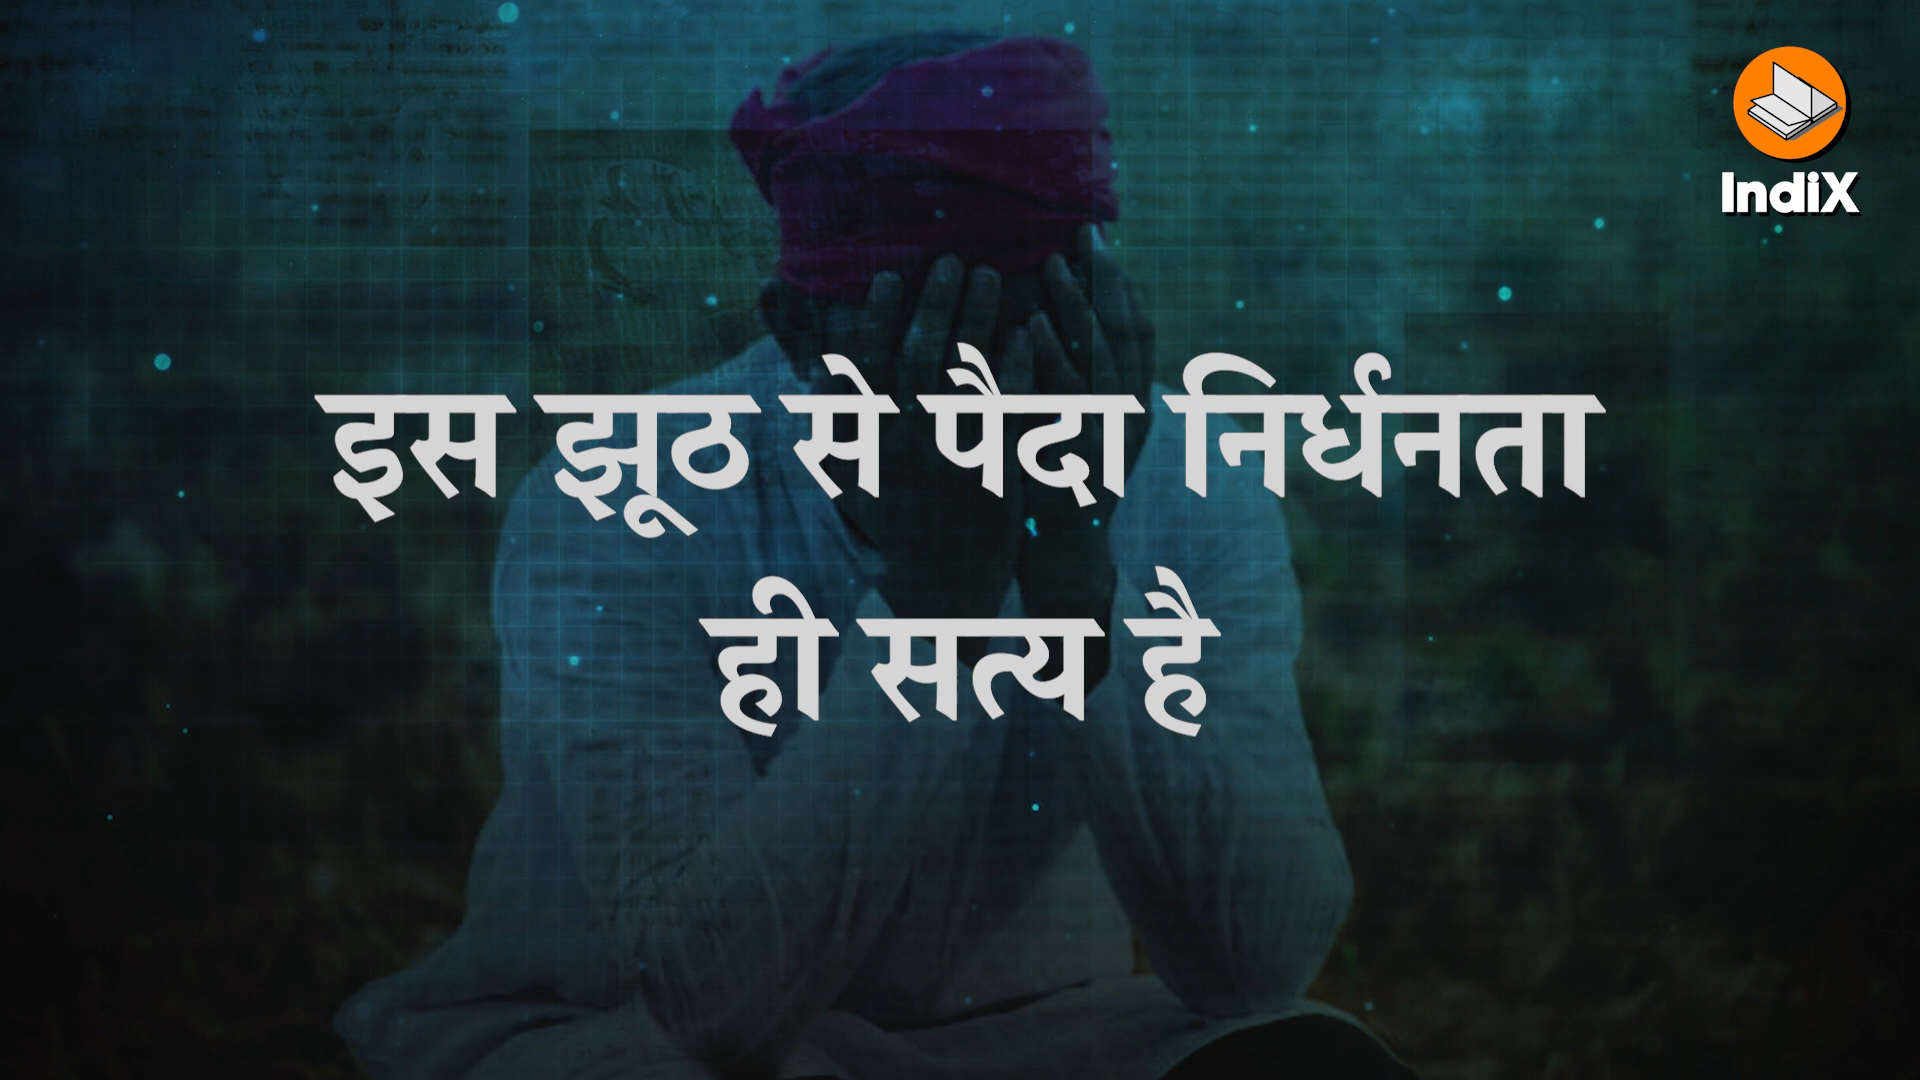 IndiX
इस झूठ से पैदा निर्धनता
ही सत्य है